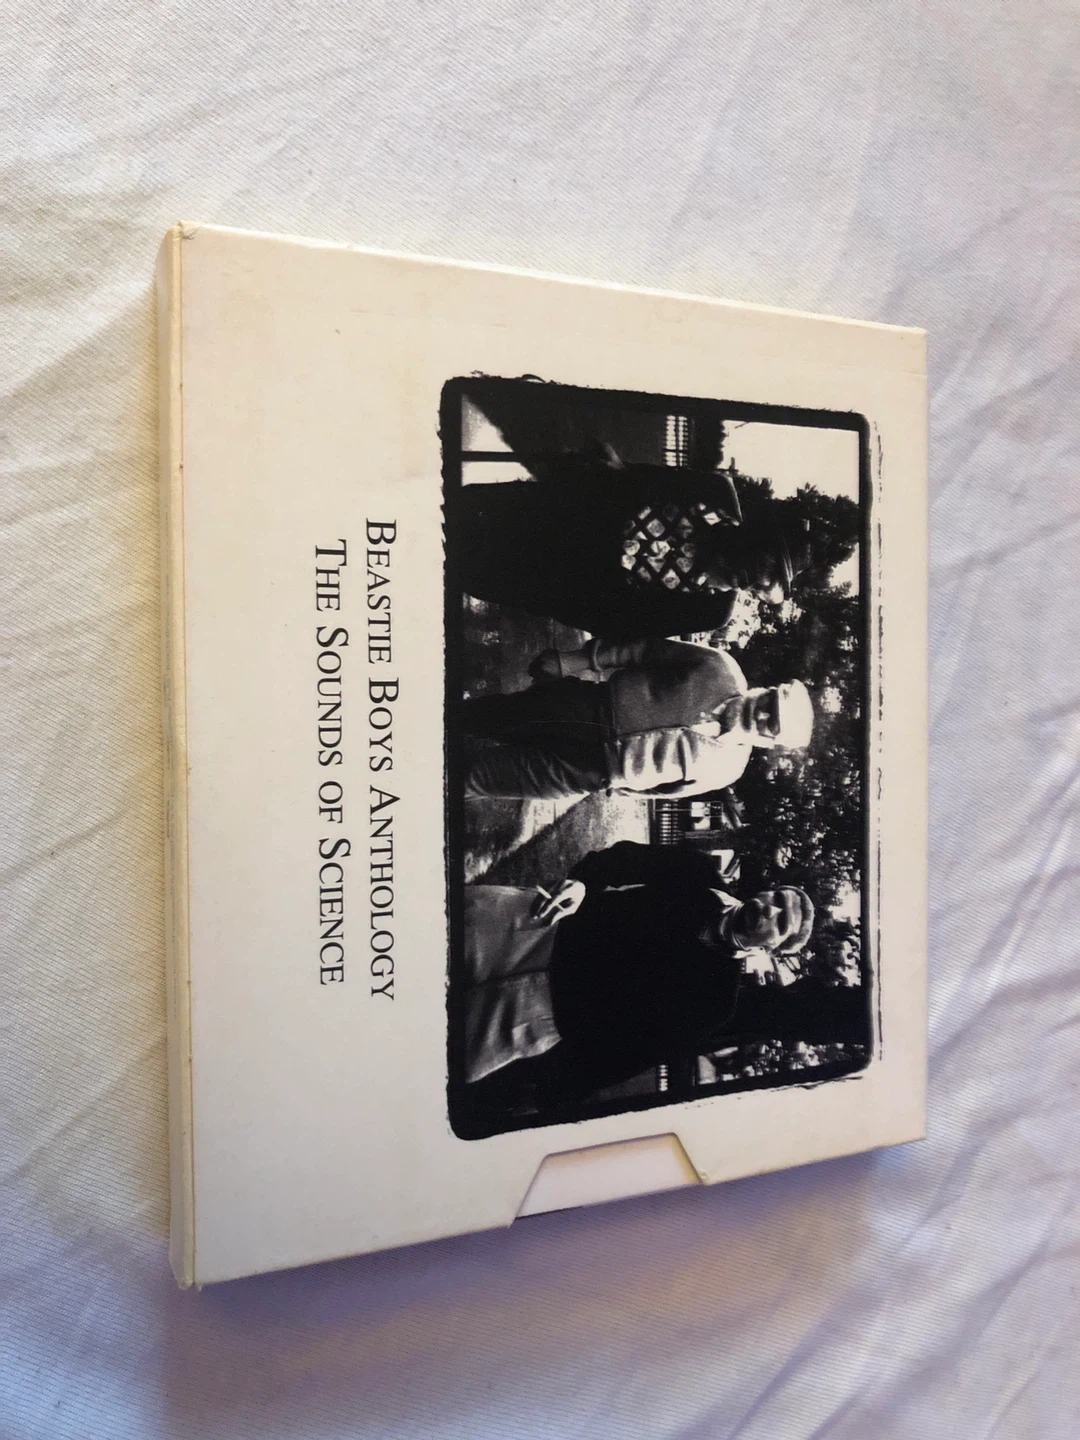 BEASTIE BOYS ANTHOLOGY
THE SOUNDS OF SCIENCE